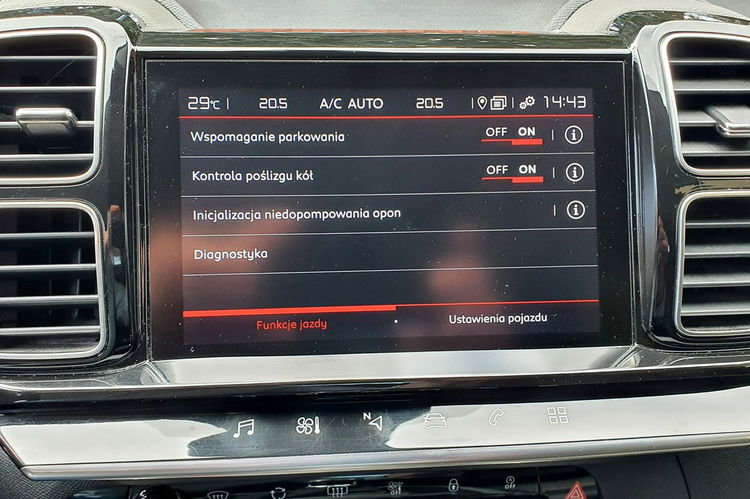 29°C 20.5 A/C AUTO 20.5 14:43
Wspomaganie parkowania OFF ON i
Kontrola poślizgu kół OFF ON i
Inicjalizacja niedopompowania opon i
Diagnostyka
Funkcje jazdy Ustawienia pojazdu
N